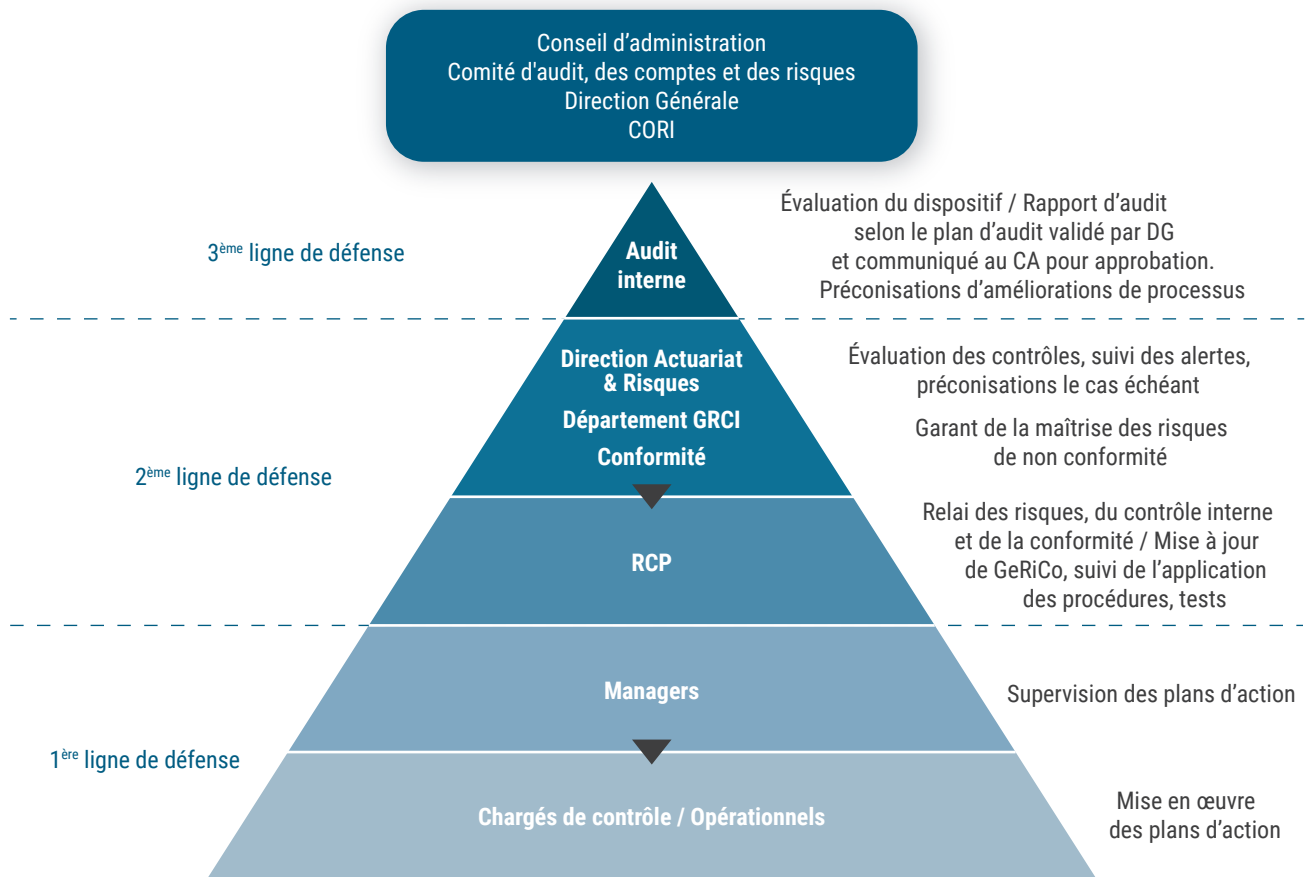 Conseil d’administration
Comité d'audit, des comptes et des risques
Direction Générale
CORI
3ème ligne de défense
Audit
interne
Évaluation du dispositif / Rapport d’audit
selon le plan d’audit validé par DG
et communiqué au CA pour approbation.
Préconisations d’améliorations de processus
2ème ligne de défense
Direction Actuariat
& Risques
Département GRCI
Conformité
Évaluation des contrôles, suivi des alertes,
préconisations le cas échéant
Garant de la maîtrise des risques
de non conformité
RCP
Relai des risques, du contrôle interne
et de la conformité / Mise à jour
de GeRiCo, suivi de l’application
des procédures, tests
1ère ligne de défense
Managers
Supervision des plans d’action
Chargés de contrôle / Opérationnels
Mise en œuvre
des plans d’action